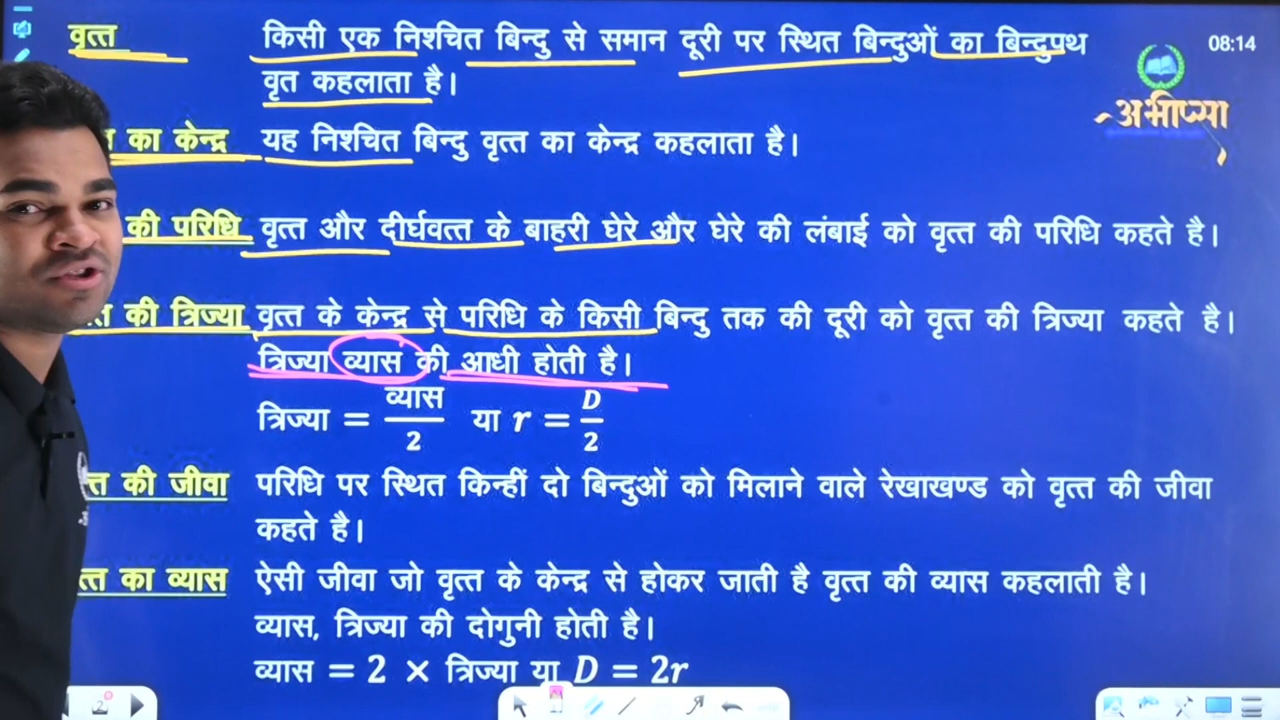 वृत्त किसी एक निश्चित बिन्दु से समान दूरी पर स्थित बिन्दुओं का बिन्दुपथ
वृत कहलाता है।
08:14
अभीप्सा
का केन्द्र यह निश्चित बिन्दु वृत्त का केन्द्र कहलाता है।
की परिधि वृत्त और दीर्घवत्त के बाहरी घेरे और घेरे की लंबाई को वृत्त की परिधि कहते है।
की त्रिज्या वृत्त के केन्द्र से परिधि के किसी बिन्दु तक की दूरी को वृत्त की त्रिज्या कहते है।
त्रिज्या व्यास की आधी होती है।
त्रिज्या = व्यास/2 या r = D/2
की जीवा परिधि पर स्थित किन्हीं दो बिन्दुओं को मिलाने वाले रेखाखण्ड को वृत्त की जीवा
कहते है।
का व्यास ऐसी जीवा जो वृत्त के केन्द्र से होकर जाती है वृत्त की व्यास कहलाती है।
व्यास, त्रिज्या की दोगुनी होती है।
व्यास = 2 × त्रिज्या या D = 2r
2